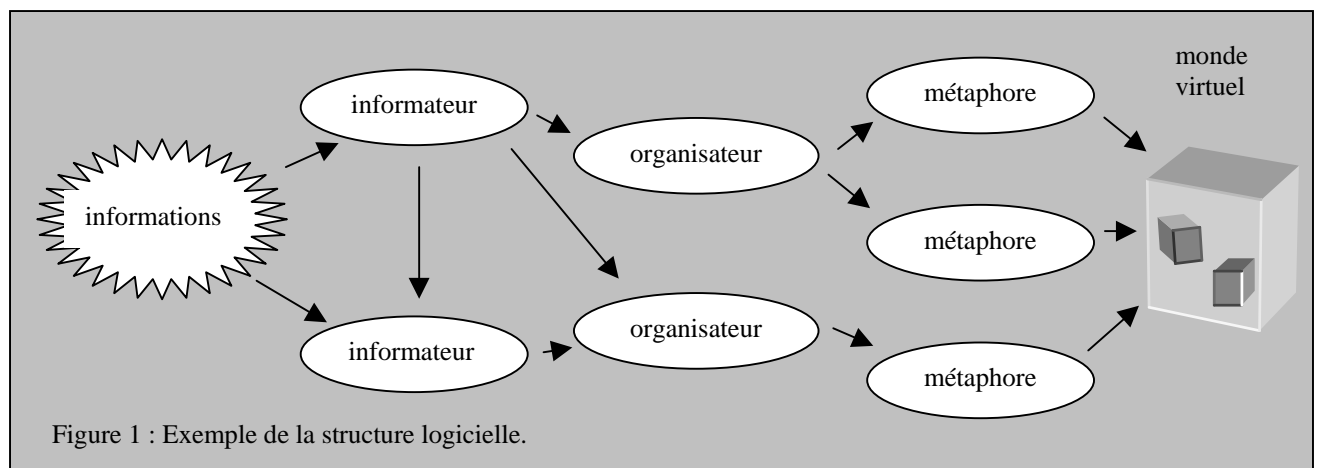 monde
virtuel
informateur
métaphore
organisateur
informations
métaphore
informateur
organisateur
métaphore
Figure 1 : Exemple de la structure logicielle.